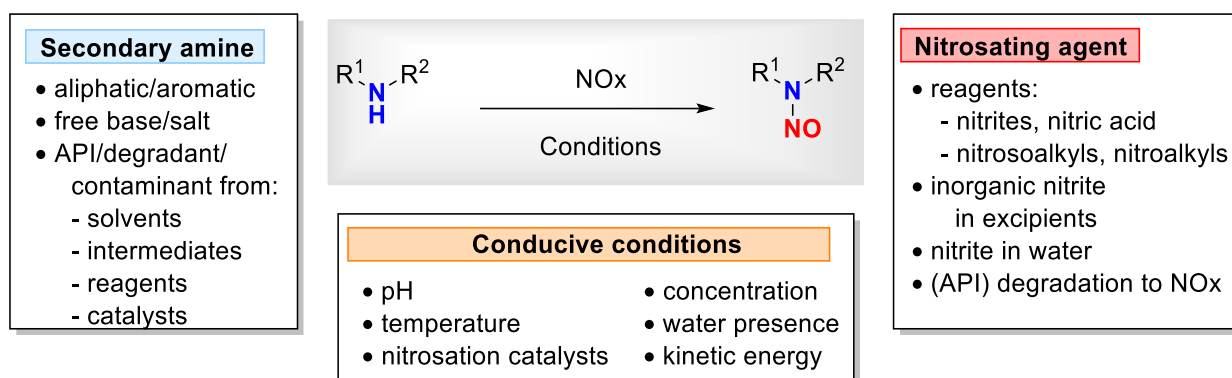 Secondary amine
• aliphatic/aromatic
• free base/salt
• API/degradant/
contaminant from:
- solvents
- intermediates
- reagents
- catalysts
R1 R2
N
H
NOx
Conditions
R1 R2
N
NO
Conducive conditions
• pH
• temperature
• nitrosation catalysts
• concentration
• water presence
• kinetic energy
Nitrosating agent
• reagents:
- nitrites, nitric acid
- nitrosoalkyls, nitroalkyls
• inorganic nitrite
in excipients
• nitrite in water
• (API) degradation to NOx